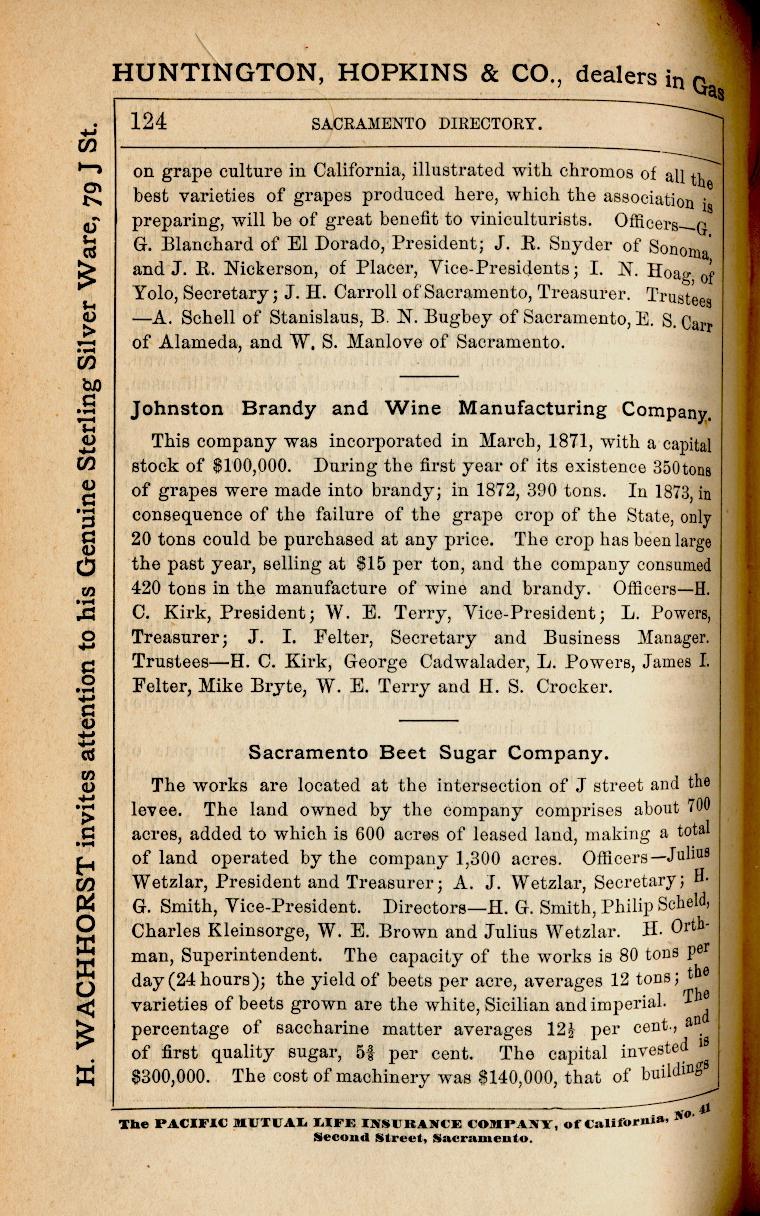 HUNTINGTON, HOPKINS & CO., dealers in Gas
124 SACRAMENTO DIRECTORY.
on grape culture in California, illustrated with chromos of all the
best varieties of grapes produced here, which the association is
preparing, will be of great benefit to viniculturists. Officers—G.
G. Blanchard of El Dorado, President; J. R. Snyder of Sonoma,
and J. R. Nickerson, of Placer, Vice-Presidents; I. N. Hoag, of
Yolo, Secretary; J. H. Carroll of Sacramento, Treasurer. Trustees
—A. Schell of Stanislaus, B. N. Bugbey of Sacramento, E. S. Carr
of Alameda, and W. S. Manlove of Sacramento.
Johnston Brandy and Wine Manufacturing Company.
This company was incorporated in March, 1871, with a capital
stock of $100,000. During the first year of its existence 350 tons
of grapes were made into brandy; in 1872, 390 tons. In 1873, in
consequence of the failure of the grape crop of the State, only
20 tons could be purchased at any price. The crop has been large
the past year, selling at $15 per ton, and the company consumed
420 tons in the manufacture of wine and brandy. Officers—H.
C. Kirk, President; W. E. Terry, Vice-President; L. Powers,
Treasurer; J. I. Felter, Secretary and Business Manager.
Trustees—H. C. Kirk, George Cadwalader, L. Powers, James I.
Felter, Mike Bryte, W. E. Terry and H. S. Crocker.
Sacramento Beet Sugar Company.
The works are located at the intersection of J street and the
levee. The land owned by the company comprises about 700
acres, added to which is 600 acres of leased land, making a total
of land operated by the company 1,300 acres. Officers—Julius
Wetzlar, President and Treasurer; A. J. Wetzlar, Secretary; H.
G. Smith, Vice-President. Directors—H. G. Smith, Philip Scheld,
Charles Kleinsorge, W. E. Brown and Julius Wetzlar. H. Orth-
man, Superintendent. The capacity of the works is 80 tons per
day (24 hours); the yield of beets per acre, averages 12 tons; the
varieties of beets grown are the white, Sicilian and imperial. The
percentage of saccharine matter averages 12½ per cent., and
of first quality sugar, 5¾ per cent. The capital invested is
$300,000. The cost of machinery was $140,000, that of buildings
The PACIFIC MUTUAL LIFE INSURANCE COMPANY, of California, No. 41
Second Street, Sacramento.
H. WACHHORST invites attention to his Genuine Sterling Silver Ware, 79 J St.